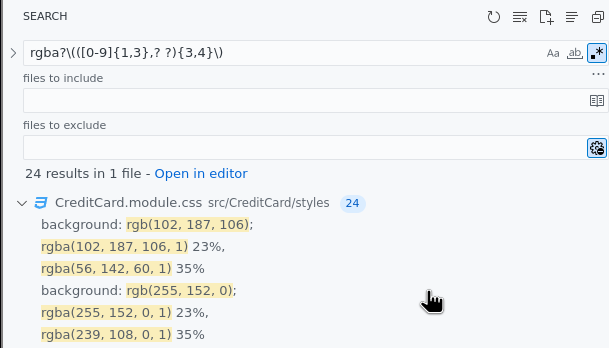 SEARCH
rgba?\(([0-9]{1,3},? ?){3,4}\)
Aa ab .*
files to include
...
files to exclude
24 results in 1 file - Open in editor
CreditCard.module.css src/CreditCard/styles 24
background: rgb(102, 187, 106);
rgba(102, 187, 106, 1) 23%,
rgba(56, 142, 60, 1) 35%
background: rgb(255, 152, 0);
rgba(255, 152, 0, 1) 23%,
rgba(239, 108, 0, 1) 35%